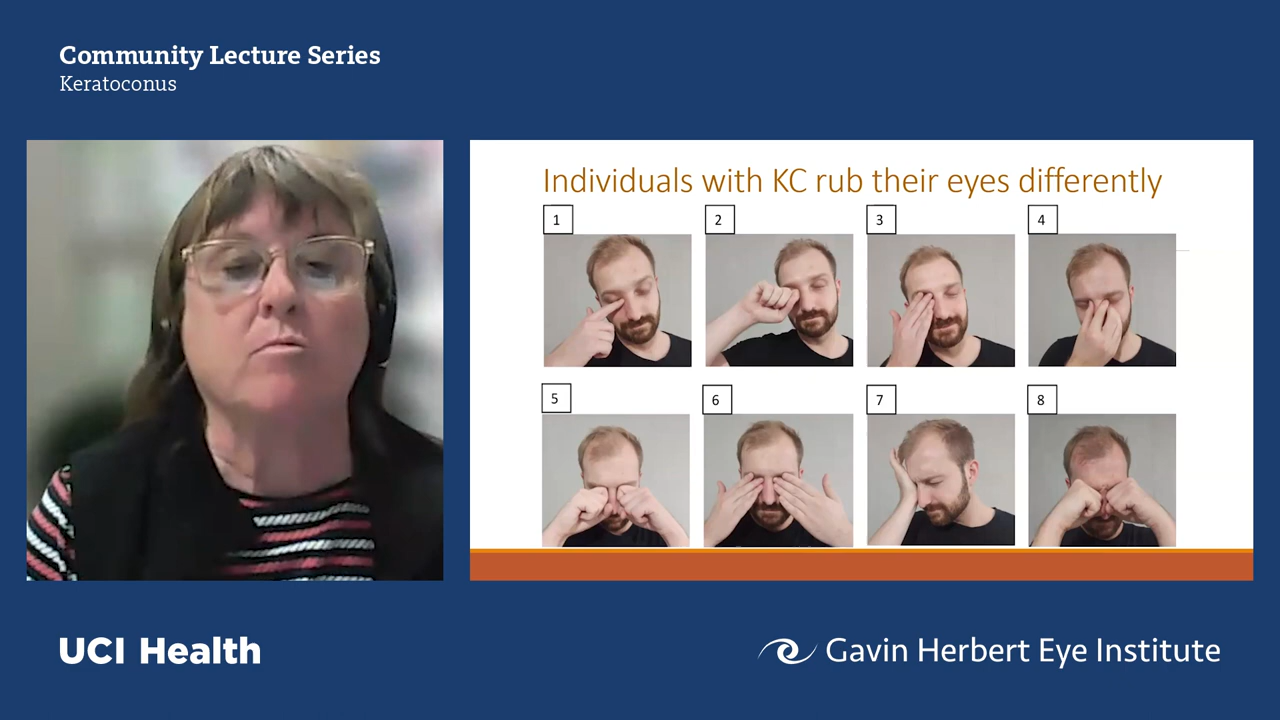 Community Lecture Series
Keratoconus
Individuals with KC rub their eyes differently
1
2
3
4
5
6
7
8
UCI Health
Gavin Herbert Eye Institute